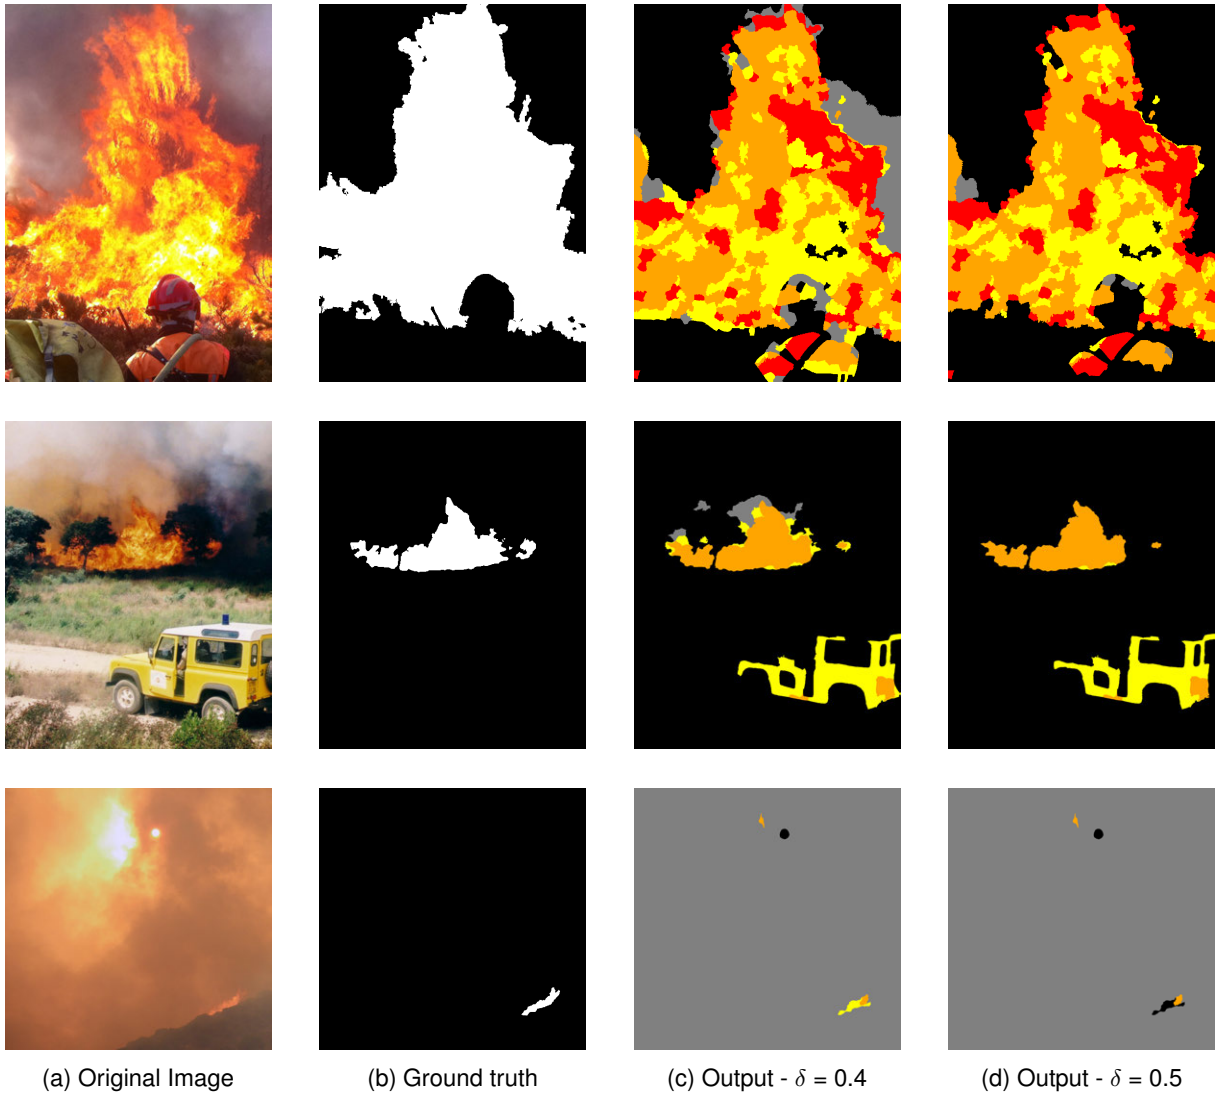 (a) Original Image
(b) Ground truth
(c) Output - δ = 0.4
(d) Output - δ = 0.5